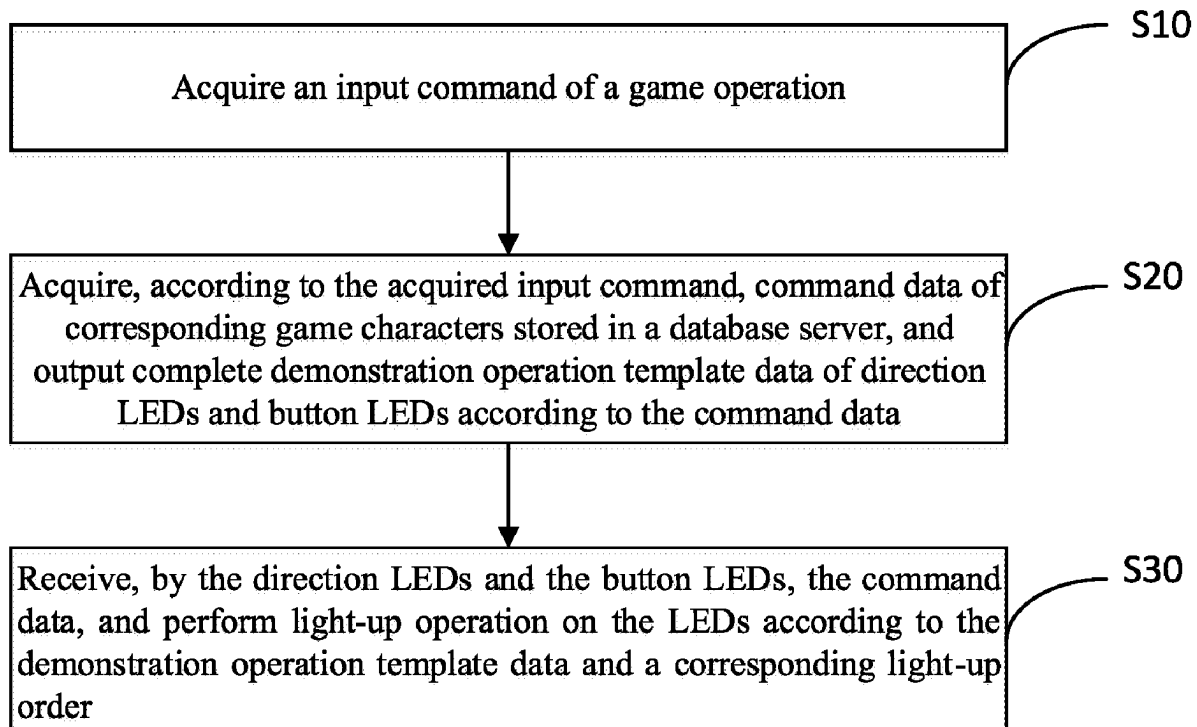 S10
Acquire an input command of a game operation
S20
Acquire, according to the acquired input command, command data of
corresponding game characters stored in a database server, and
output complete demonstration operation template data of direction
LEDs and button LEDs according to the command data
S30
Receive, by the direction LEDs and the button LEDs, the command
data, and perform light-up operation on the LEDs according to the
demonstration operation template data and a corresponding light-up
order